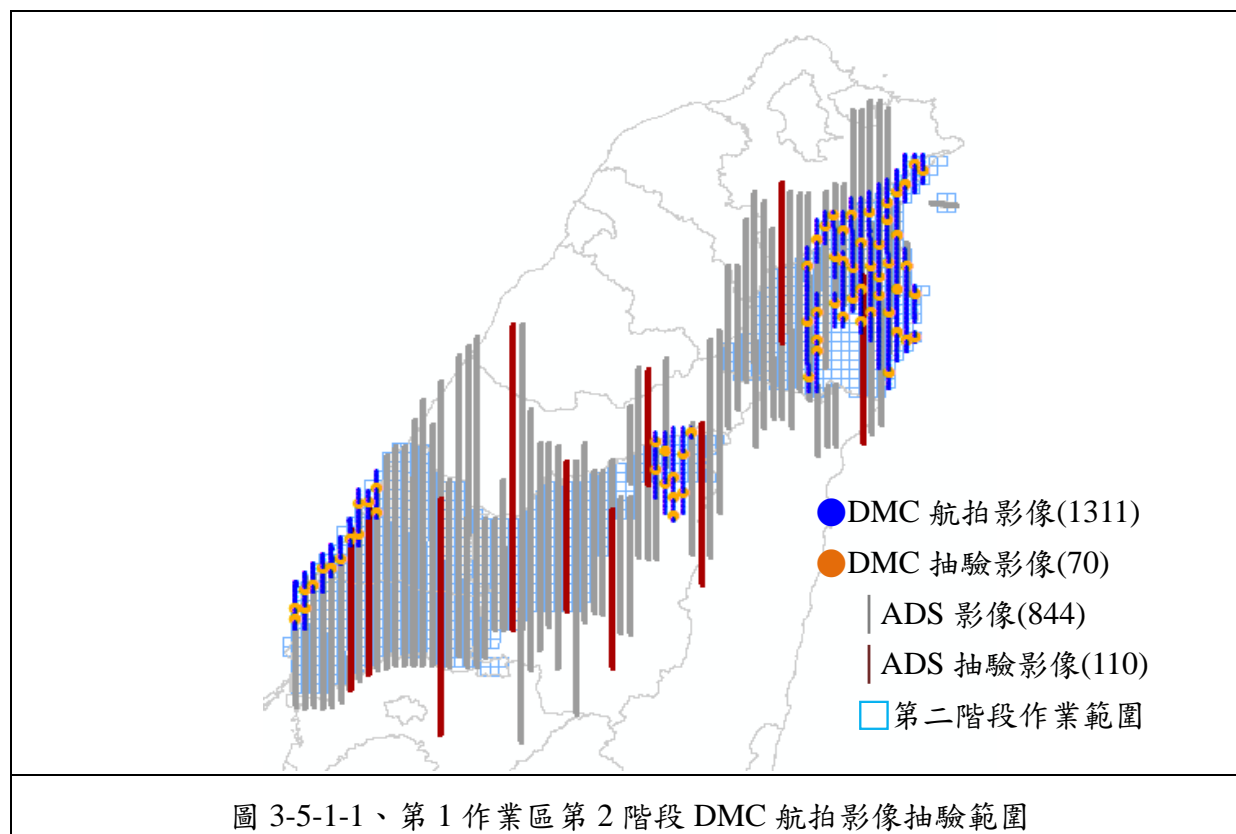 DMC 航拍影像(1311)
DMC 抽驗影像(70)
ADS 影像(844)
ADS 抽驗影像(110)
第二階段作業範圍
圖 3-5-1-1、第 1 作業區第 2 階段 DMC 航拍影像抽驗範圍